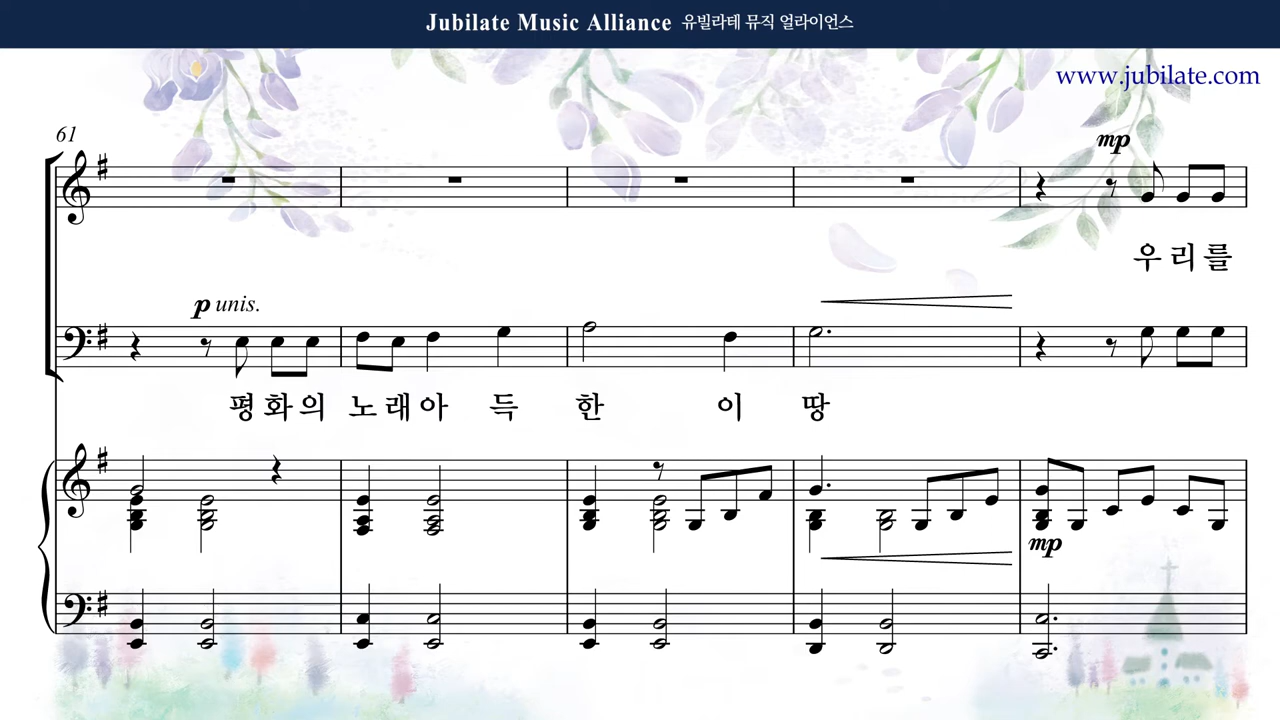 Jubilate Music Alliance 유빌라테 뮤직 얼라이언스
www.jubilate.com
61
mp
우 리 를
p unis.
평 화 의 노 래 아 득 한 이 땅
mp